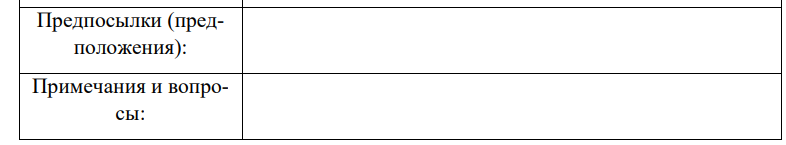 Предпосылки (пред-
положения):
Примечания и вопро-
сы: